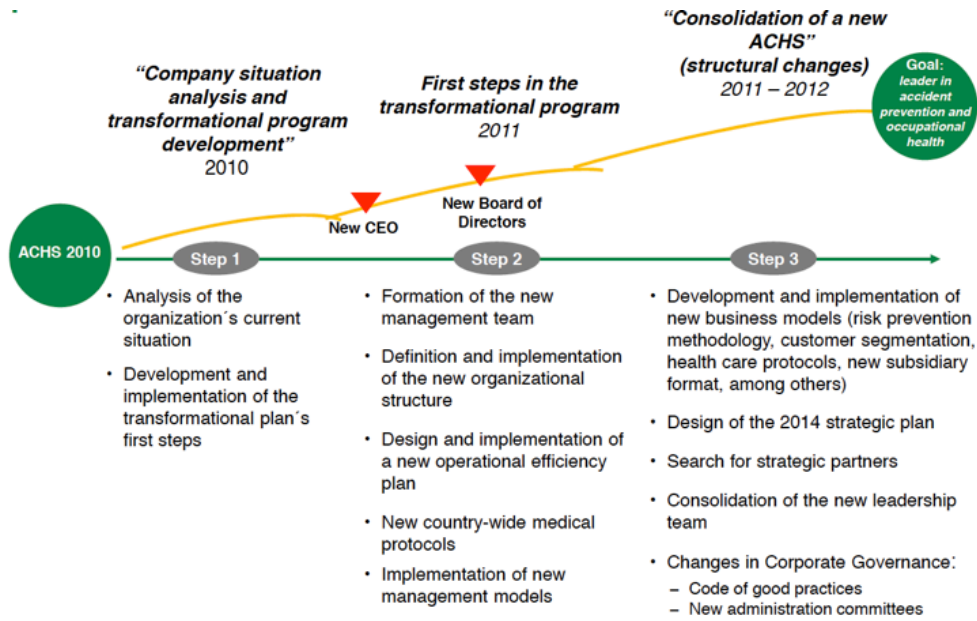 “Company situation
analysis and
transformational program
development”
2010
First steps in the
transformational program
2011
“Consolidation of a new
ACHS”
(structural changes)
2011 – 2012
Goal:
leader in
accident
prevention and
occupational
health
New CEO
New Board of
Directors
ACHS 2010
Step 1
Step 2
Step 3
• Analysis of the
organization´s current
situation
• Development and
implementation of the
transformational plan´s
first steps
• Formation of the new
management team
• Definition and implementation
of the new organizational
structure
• Design and implementation of
a new operational efficiency
plan
• New country-wide medical
protocols
• Implementation of new
management models
• Development and implementation of
new business models (risk prevention
methodology, customer segmentation,
health care protocols, new subsidiary
format, among others)
• Design of the 2014 strategic plan
• Search for strategic partners
• Consolidation of the new leadership
team
• Changes in Corporate Governance:
– Code of good practices
– New administration committees